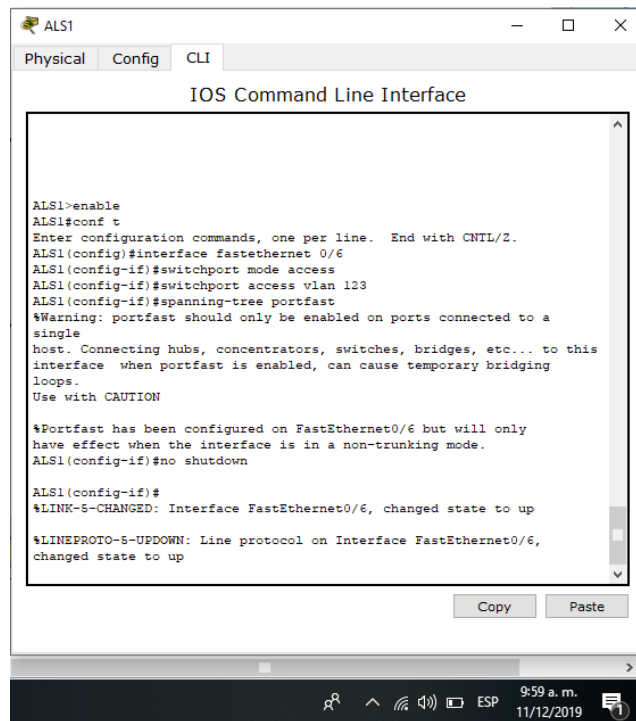 ALS1
Physical Config CLI
IOS Command Line Interface
ALS1>enable
ALS1#conf t
Enter configuration commands, one per line.  End with CNTL/Z.
ALS1(config)#interface fastethernet 0/6
ALS1(config-if)#switchport mode access
ALS1(config-if)#switchport access vlan 123
ALS1(config-if)#spanning-tree portfast
%Warning: portfast should only be enabled on ports connected to a
single
host. Connecting hubs, concentrators, switches, bridges, etc... to this
interface  when portfast is enabled, can cause temporary bridging
loops.
Use with CAUTION
%Portfast has been configured on FastEthernet0/6 but will only
have effect when the interface is in a non-trunking mode.
ALS1(config-if)#no shutdown
ALS1(config-if)#
%LINK-5-CHANGED: Interface FastEthernet0/6, changed state to up
%LINEPROTO-5-UPDOWN: Line protocol on Interface FastEthernet0/6,
changed state to up
Copy Paste
ESP
9:59 a. m.
11/12/2019
1